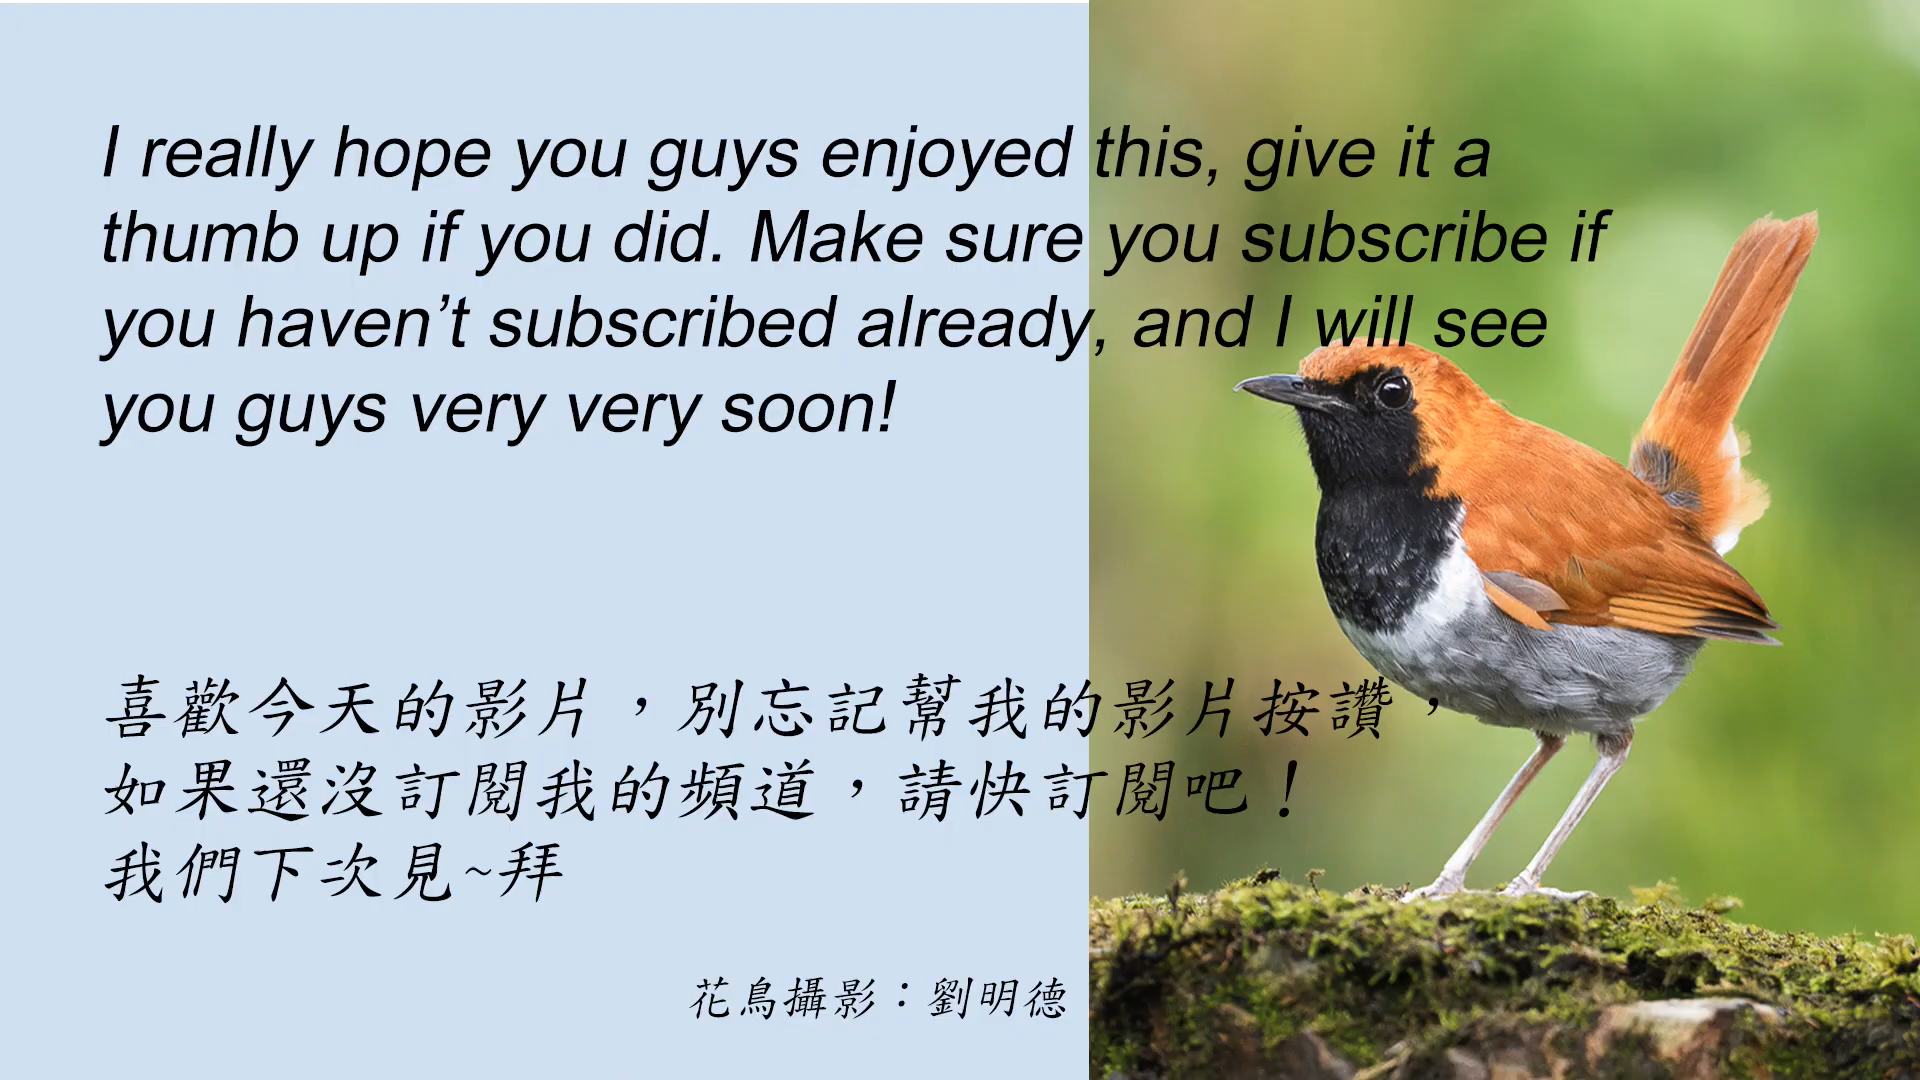 I really hope you guys enjoyed this, give it a
thumb up if you did. Make sure you subscribe if
you haven’t subscribed already, and I will see
you guys very very soon!
喜歡今天的影片，別忘記幫我的影片按讚，
如果還沒訂閱我的頻道，請快訂閱吧！
我們下次見~拜
花鳥攝影：劉明德